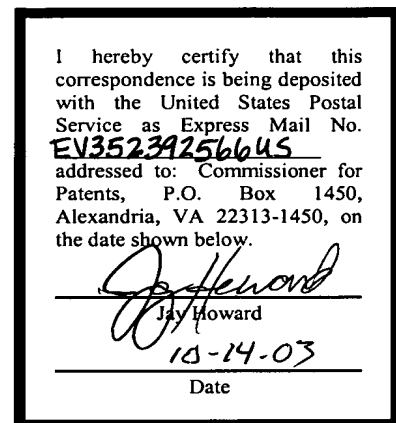 I hereby certify that this
correspondence is being deposited
with the United States Postal
Service as Express Mail No.
EV352392566US
addressed to: Commissioner for
Patents, P.O. Box 1450,
Alexandria, VA 22313-1450, on
the date shown below.
Jay Howard
Jay Howard
10-14-03
Date